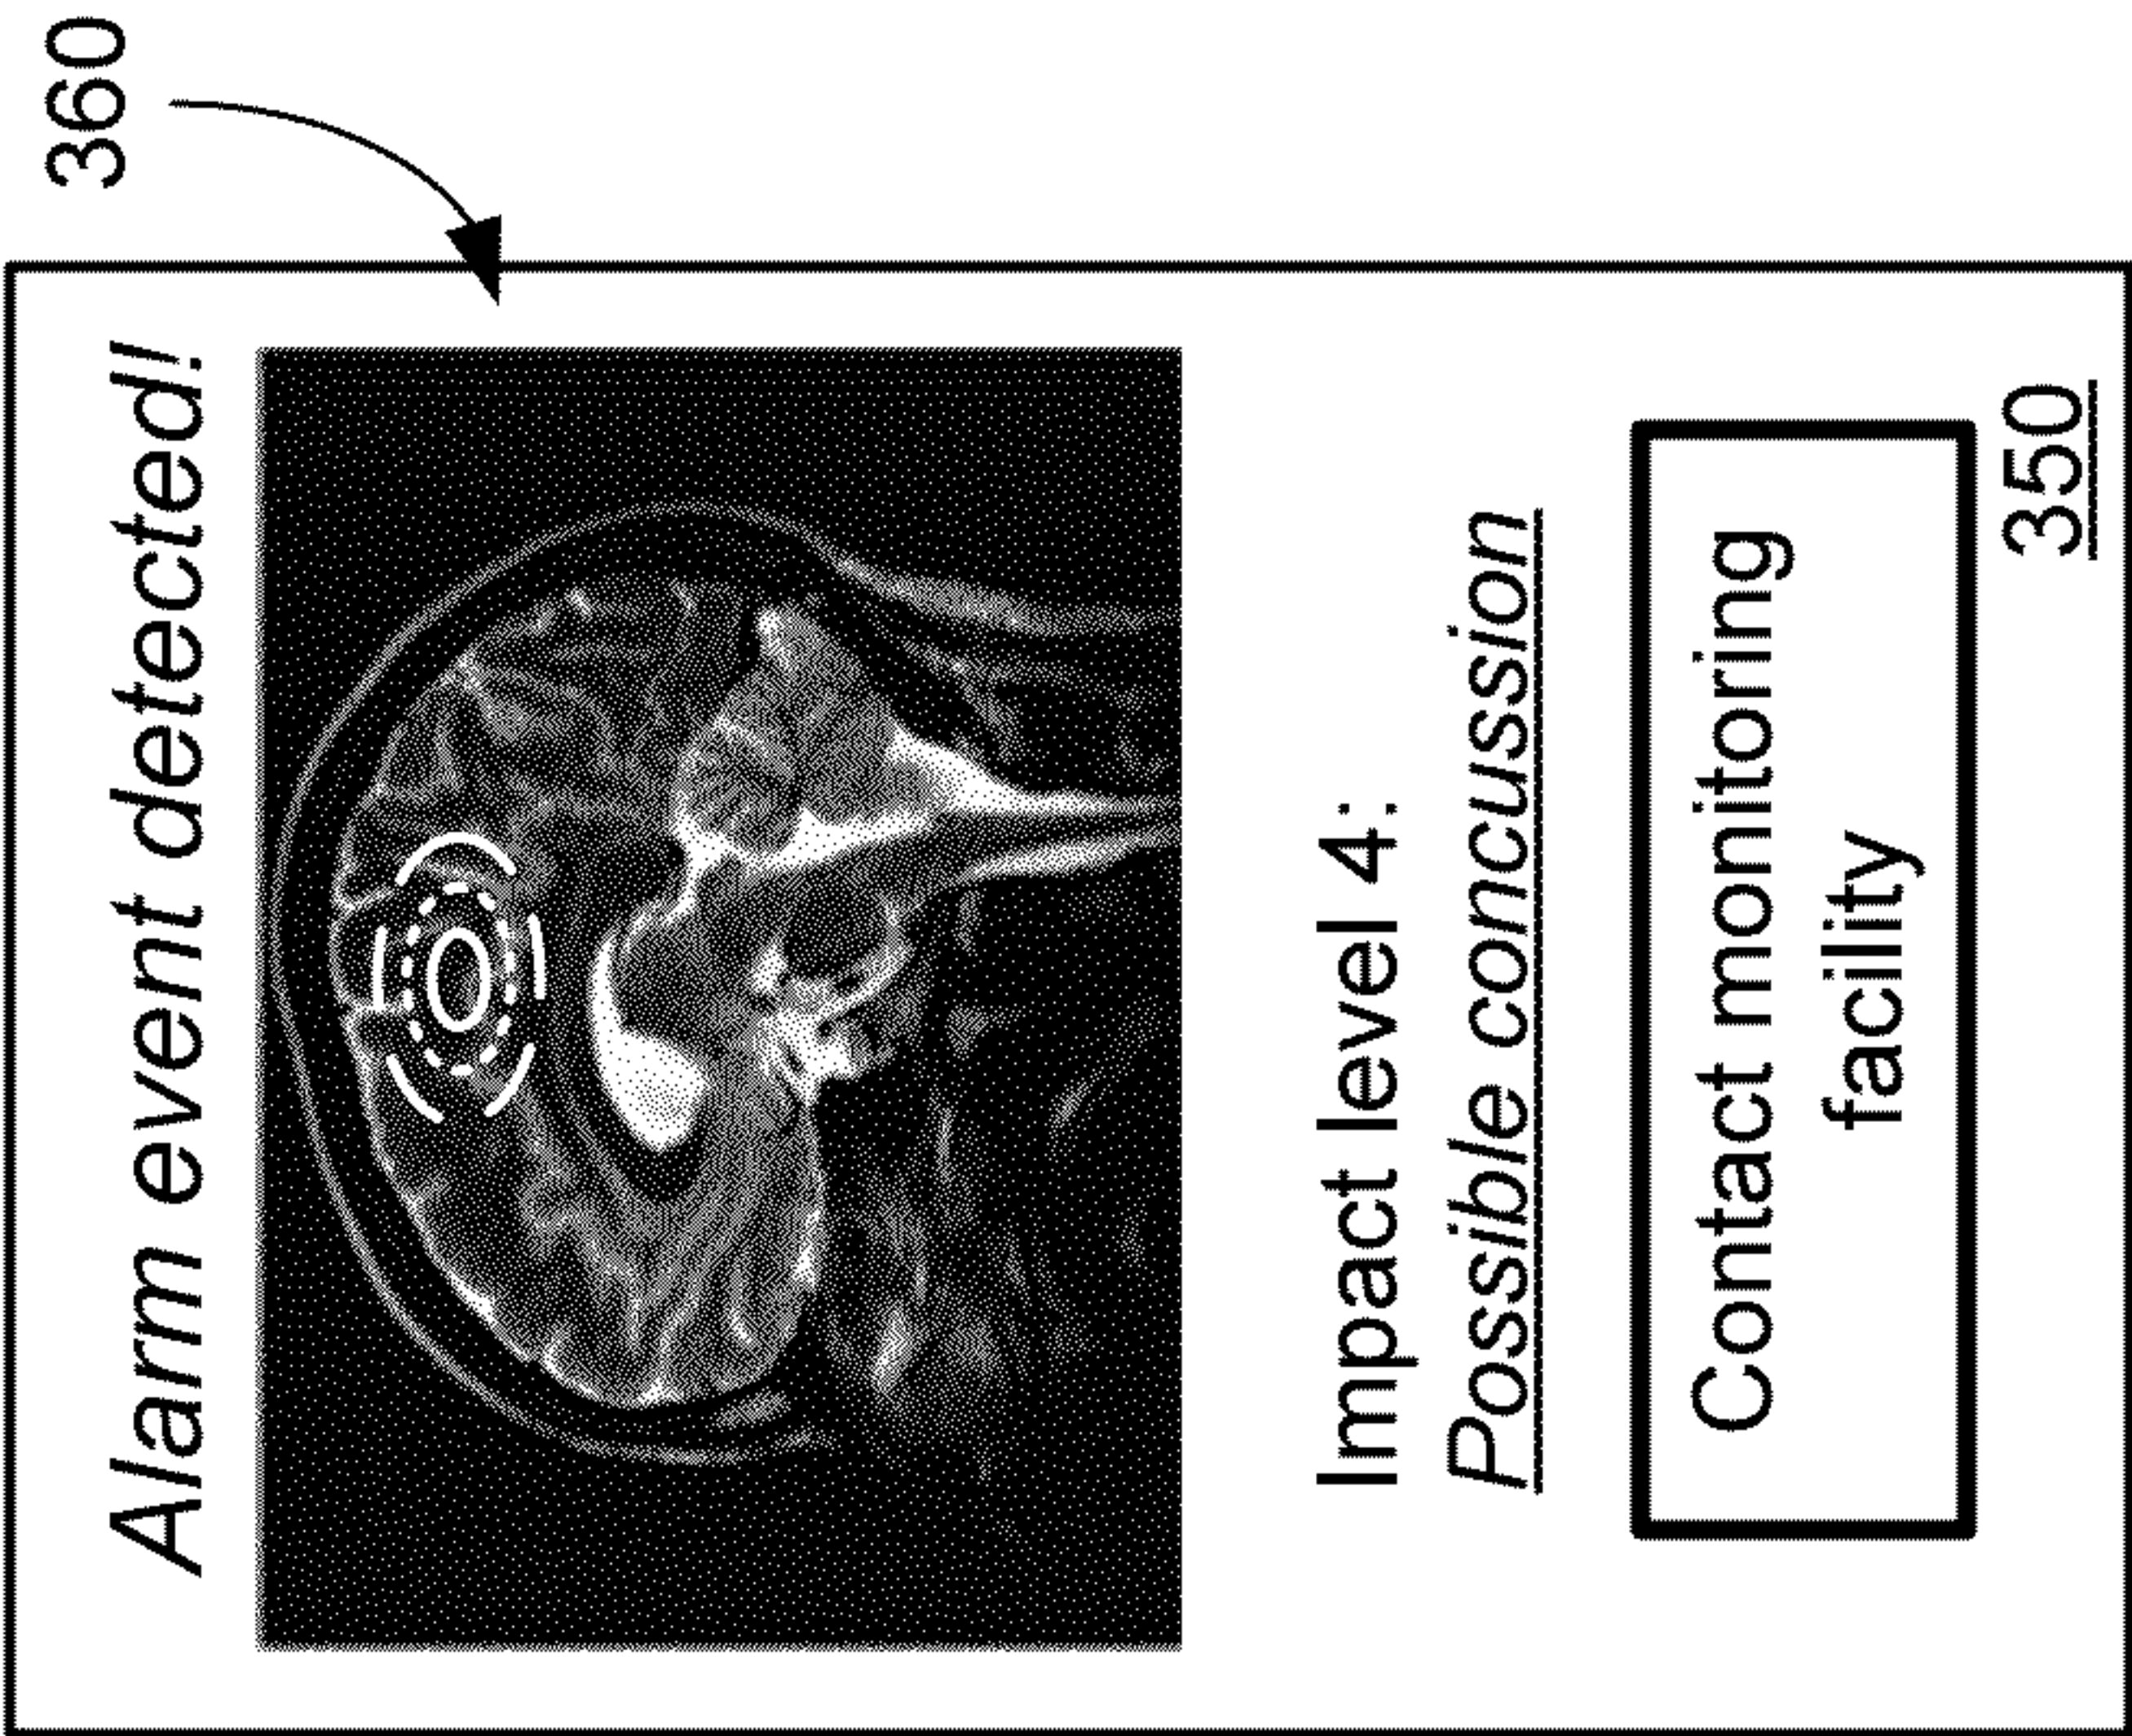 360
Alarm event detected!
Impact level 4:
Possible concussion
Contact monitoring
facility
350